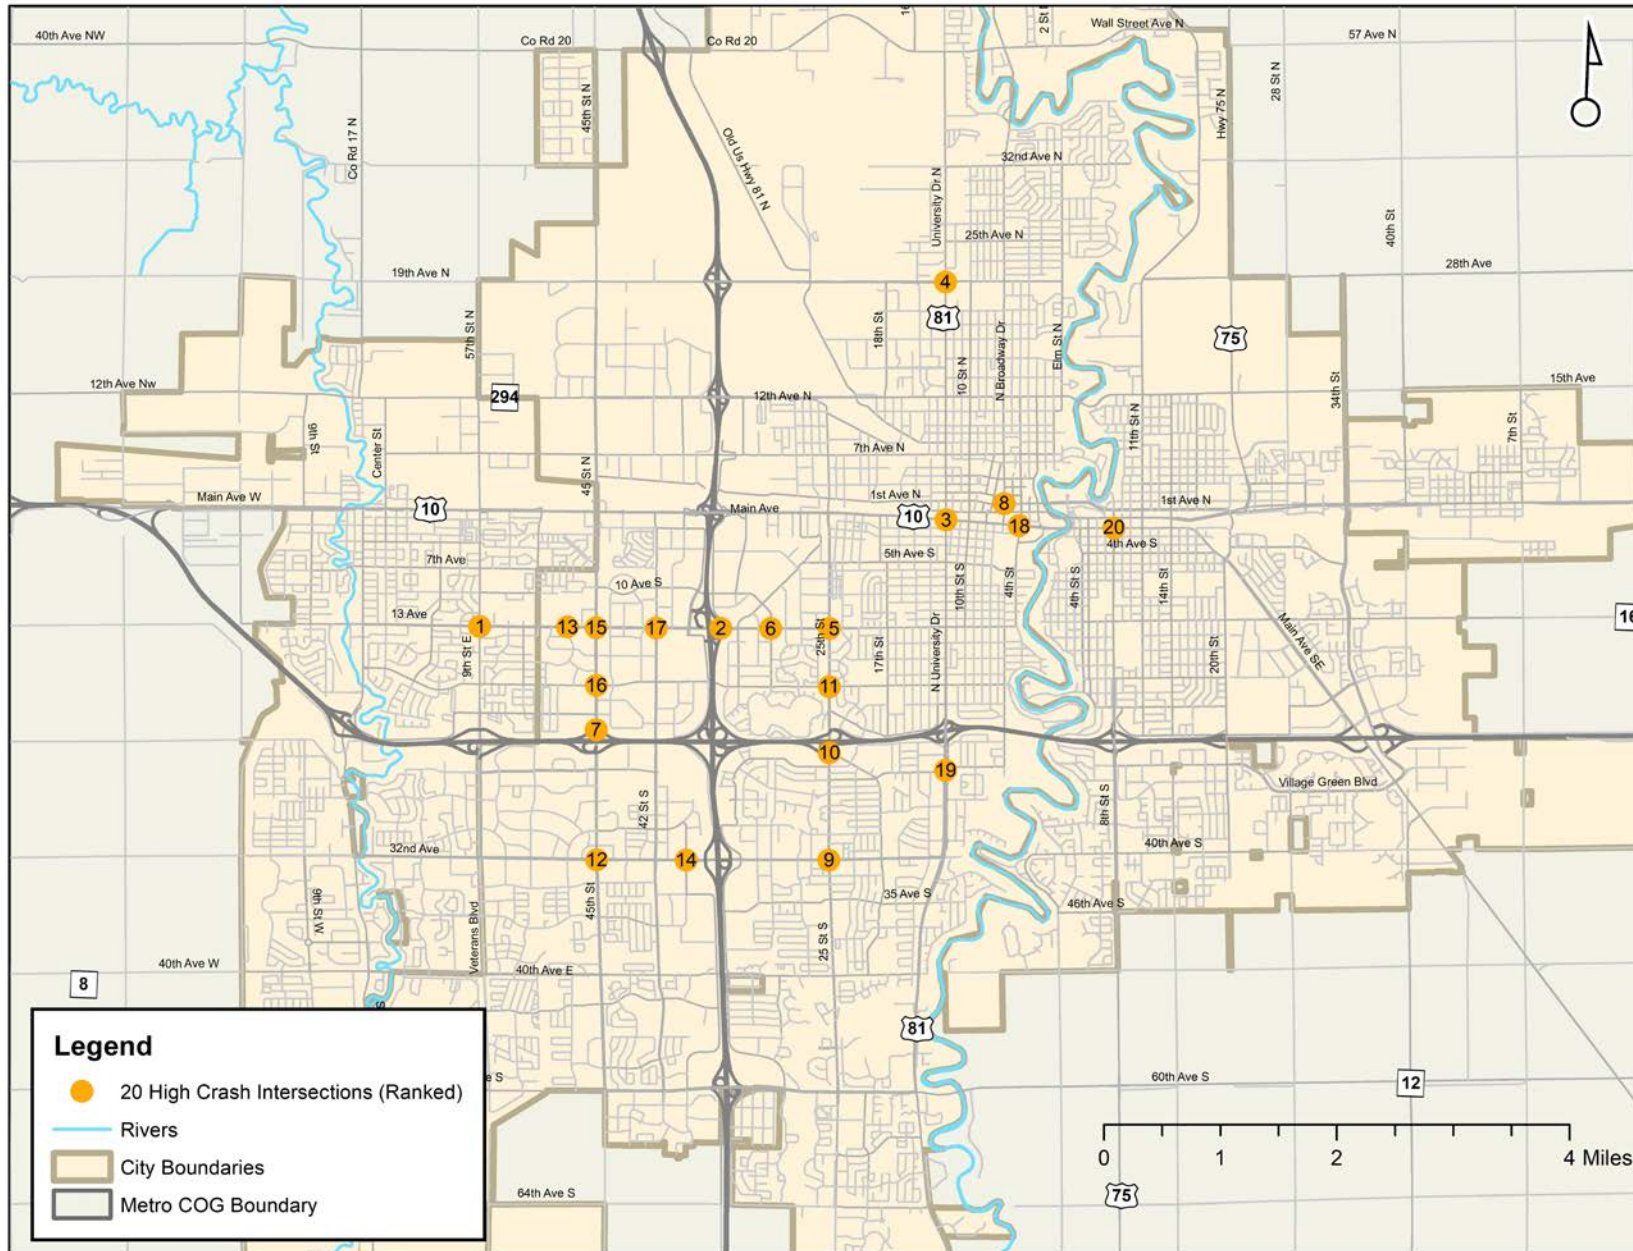 16
2 St N
Wall Street Ave N
40th Ave NW
Co Rd 20
Co Rd 20
57 Ave N
28 St N
45th St N
Hwy 75 N
Co Rd 17 N
Old Us Hwy 81 N
32nd Ave N
University Dr N
25th Ave N
40th St
19th Ave N
28th Ave
4
81
57th St N
18th St
N Broadway Dr
Elm St N
75
10 St N
34th St
12th Ave Nw
294
12th Ave N
15th Ave
9th St
Center St
11th St N
7th St
7th Ave N
45 St N
Main Ave W
10
Main Ave
1st Ave N
10
3
8
18
20
1st Ave N
4th Ave S
5th Ave S
7th Ave
10 Ave S
10th St S
4th St
4th St S
14th St
13 Ave
1
13
15
17
2
6
5
16
9th St E
25th St
17th St
N University Dr
20th St
Main Ave SE
16
11
7
10
19
Village Green Blvd
42 St S
8th St S
32nd Ave
12
14
9
40th Ave S
9th St W
45th St
35 Ave S
46th Ave S
Veterans Blvd
25 St S
40th Ave W
40th Ave E
8
S
81
Legend
20 High Crash Intersections (Ranked)
Rivers
City Boundaries
Metro COG Boundary
e S
60th Ave S
12
0 1 2 4 Miles
64th Ave S
75